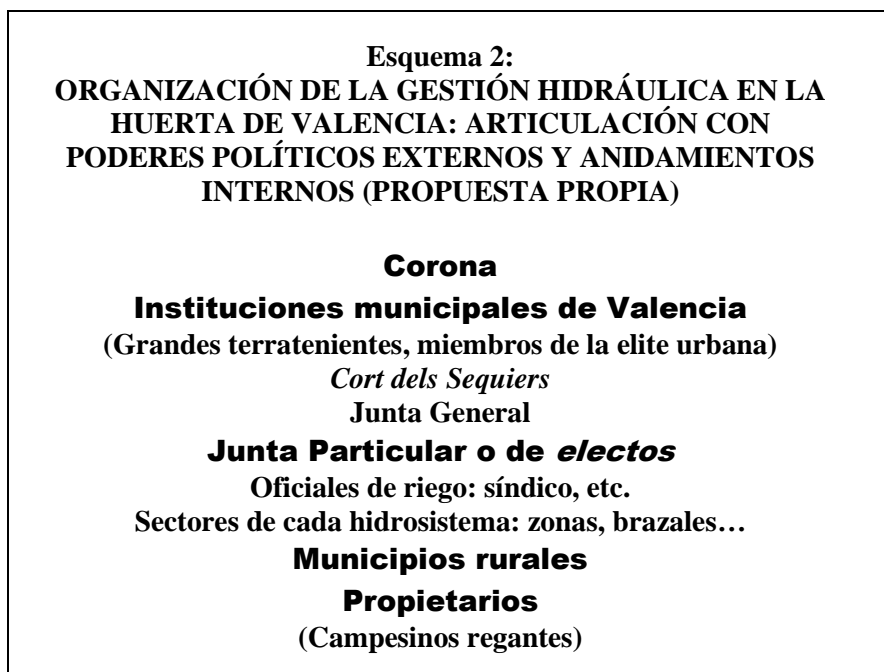 Esquema 2:
ORGANIZACIÓN DE LA GESTIÓN HIDRÁULICA EN LA
HUERTA DE VALENCIA: ARTICULACIÓN CON
PODERES POLÍTICOS EXTERNOS Y ANIDAMIENTOS
INTERNOS (PROPUESTA PROPIA)
Corona
Instituciones municipales de Valencia
(Grandes terratenientes, miembros de la elite urbana)
Cort dels Sequiers
Junta General
Junta Particular o de electos
Oficiales de riego: síndico, etc.
Sectores de cada hidrosistema: zonas, brazales…
Municipios rurales
Propietarios
(Campesinos regantes)